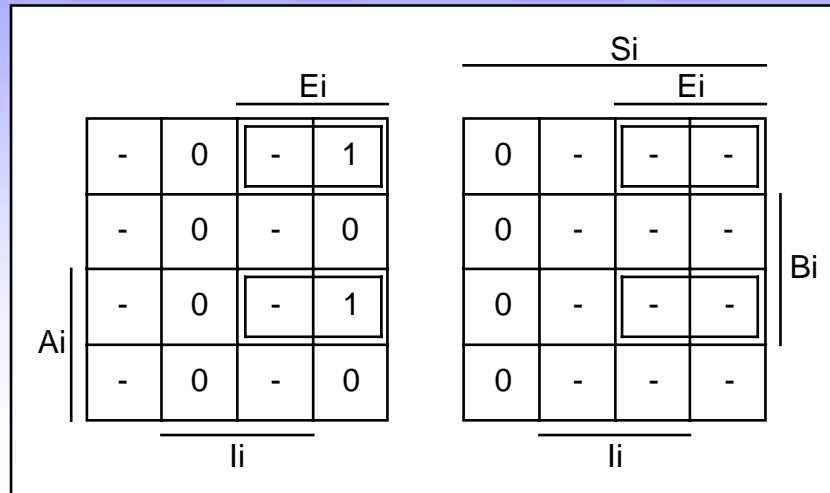 Si
Ei Ei
- 0 - 1 0 - - -
- 0 - 0 0 - - -
Bi
- 0 - 1 0 - - -
Ai
- 0 - 0 0 - - -
Ii Ii